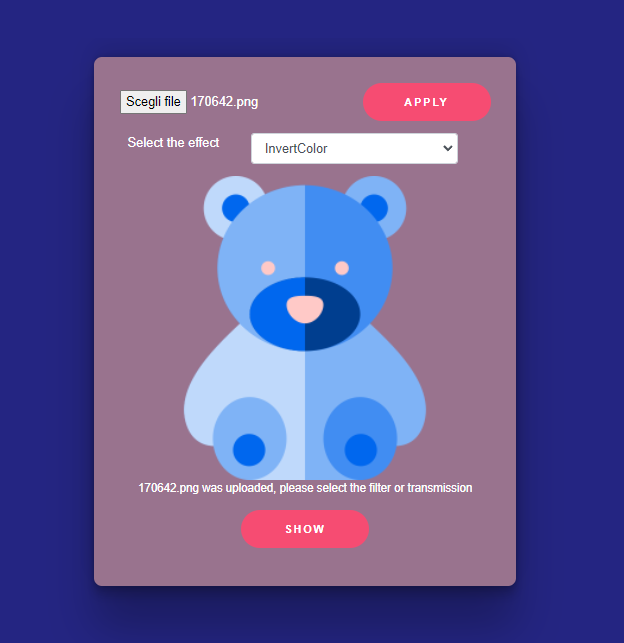 Scegli file 170642.png APPLY
Select the effect InvertColor
170642.png was uploaded, please select the filter or transmission
SHOW